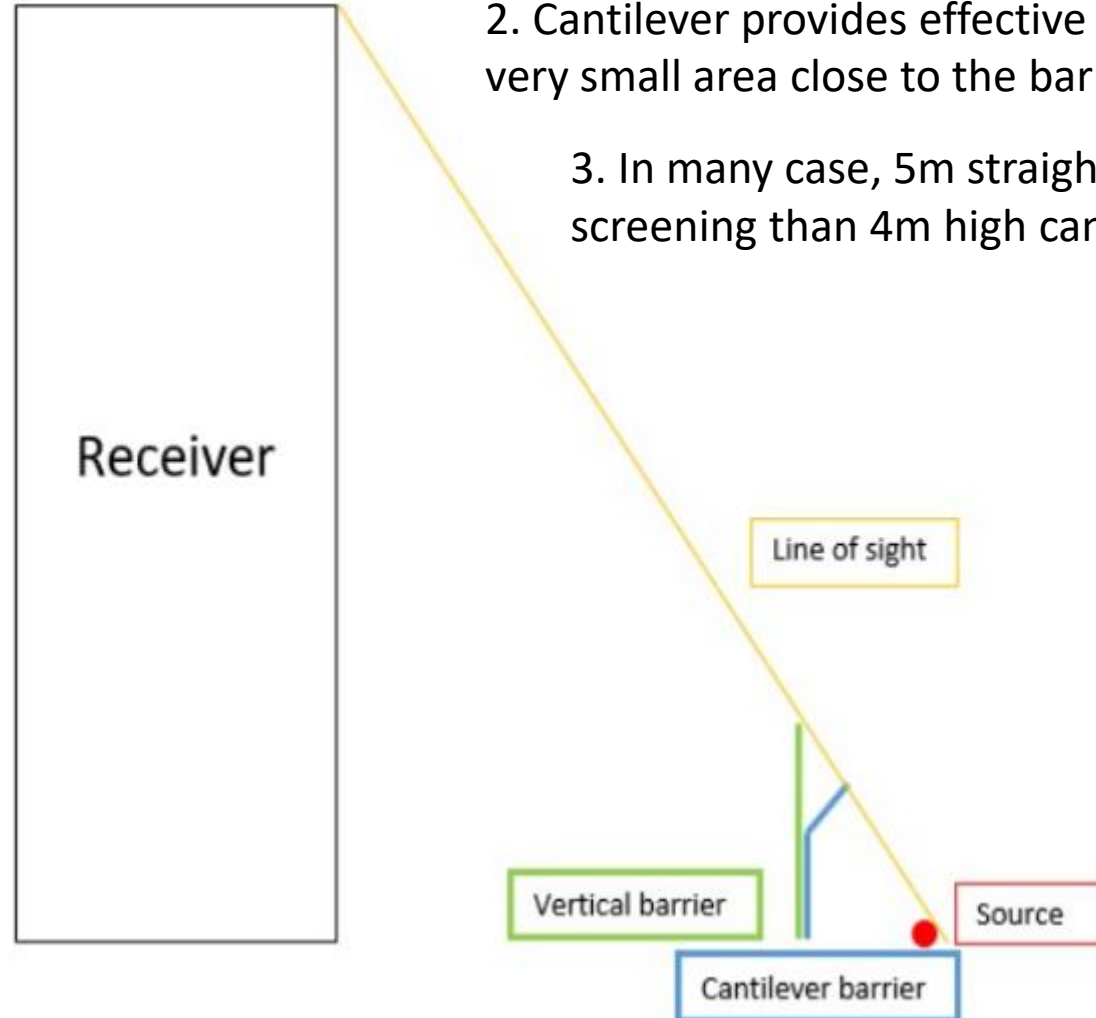 2. Cantilever provides effective
very small area close to the bar
3. In many case, 5m straigh
screening than 4m high can
Receiver
Line of sight
Vertical barrier
Source
Cantilever barrier